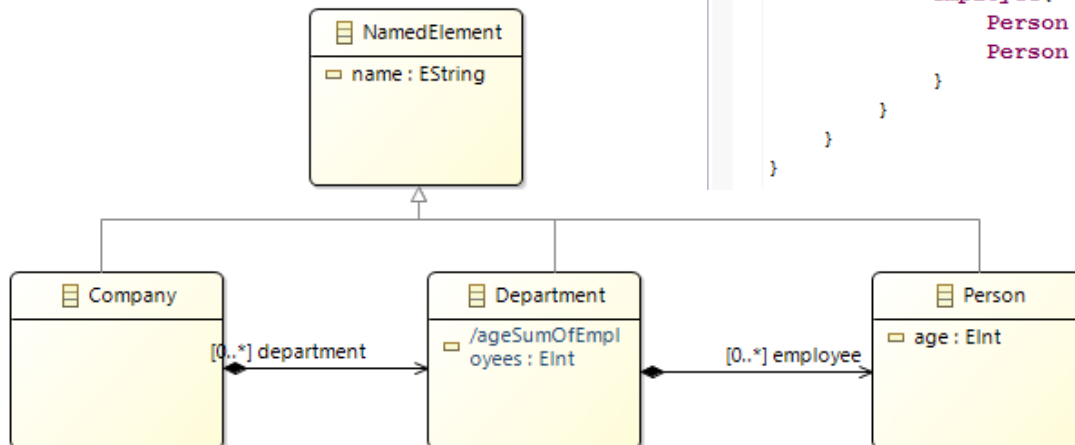 NamedElement
name : EString
Person
Person
}
}
}
}
Company
Department
/ageSumOfEmpl
oyees : EInt
Person
age : EInt
[0..*] department
[0..*] employee